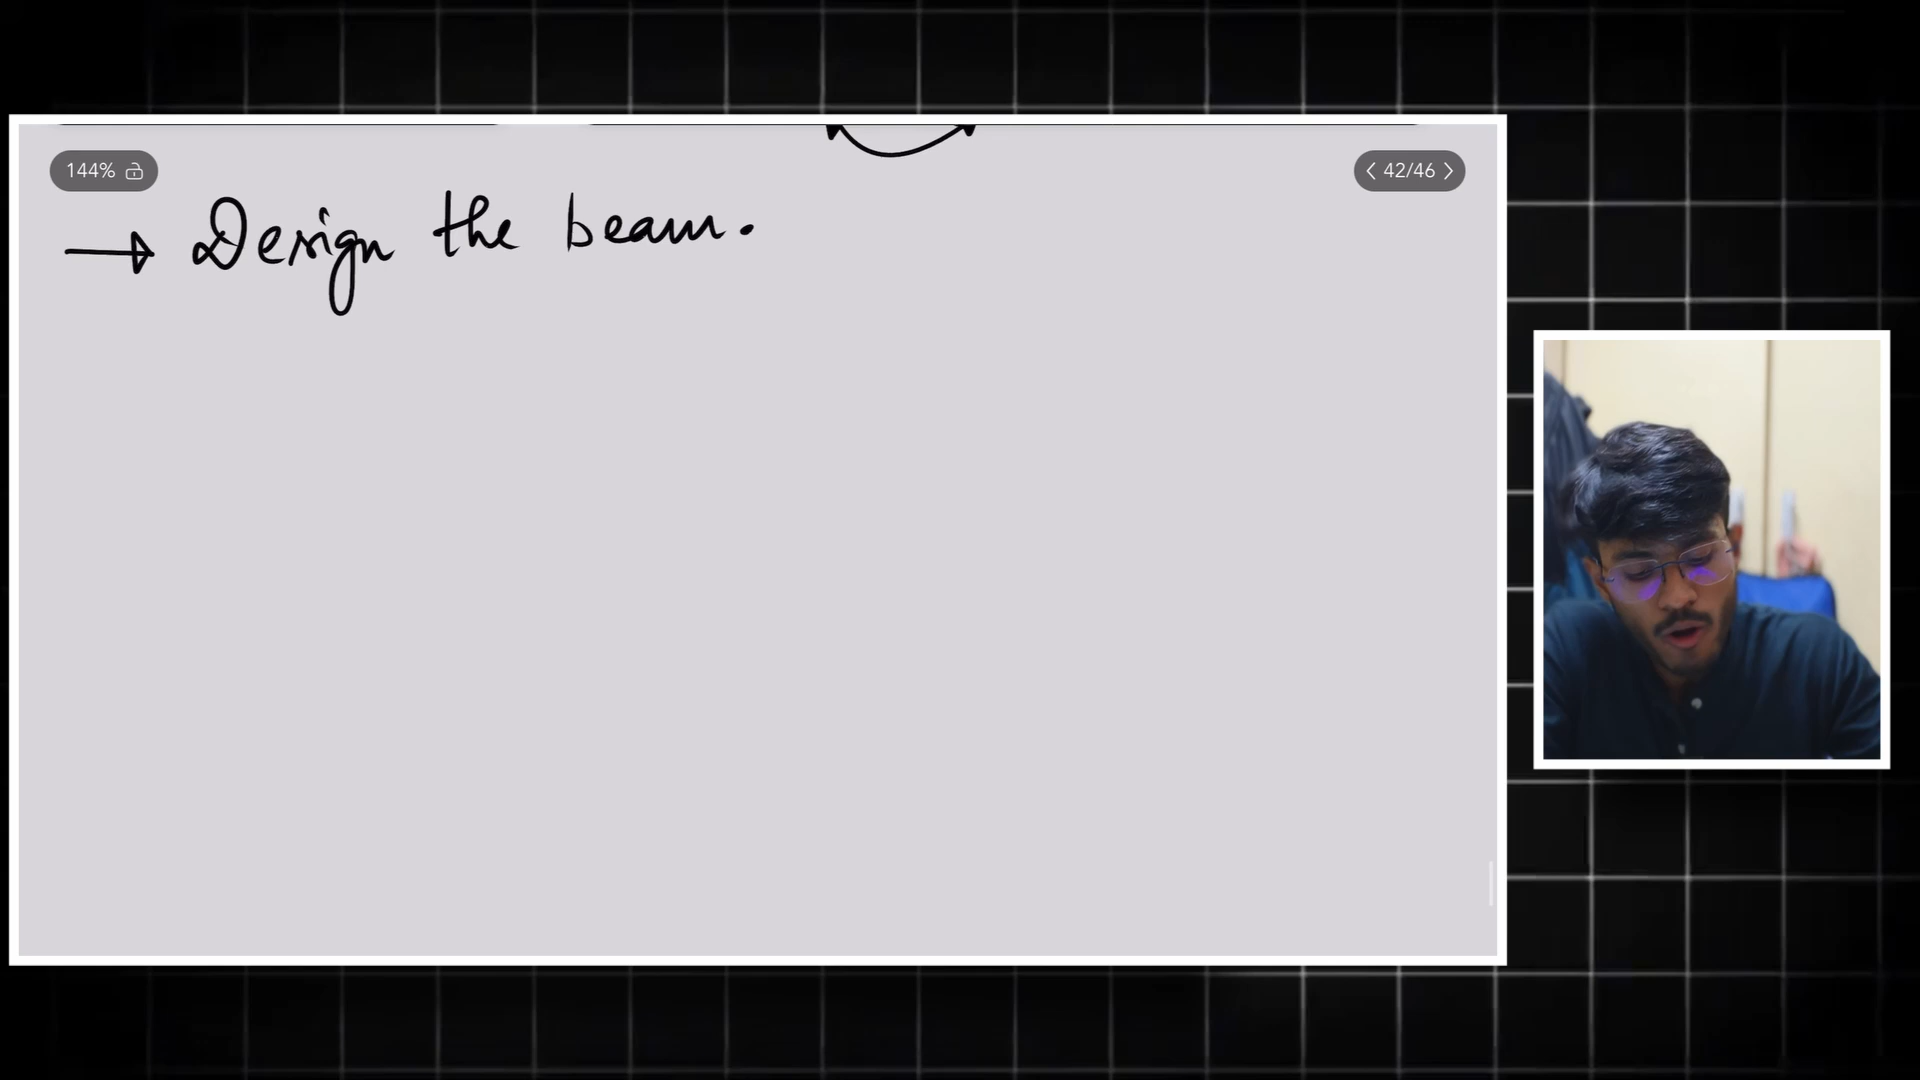 144%
< 42/46 >
→ Design the beam.